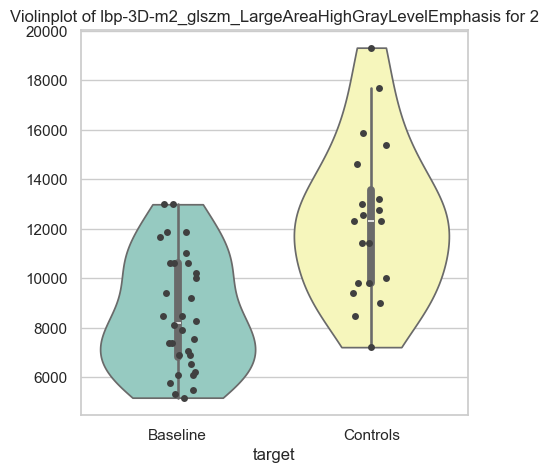 Violinplot of lbp-3D-m2_glszm_LargeAreaHighGrayLevelEmphasis for 2
20000
18000
16000
14000
12000
10000
8000
6000
Baseline Controls
target